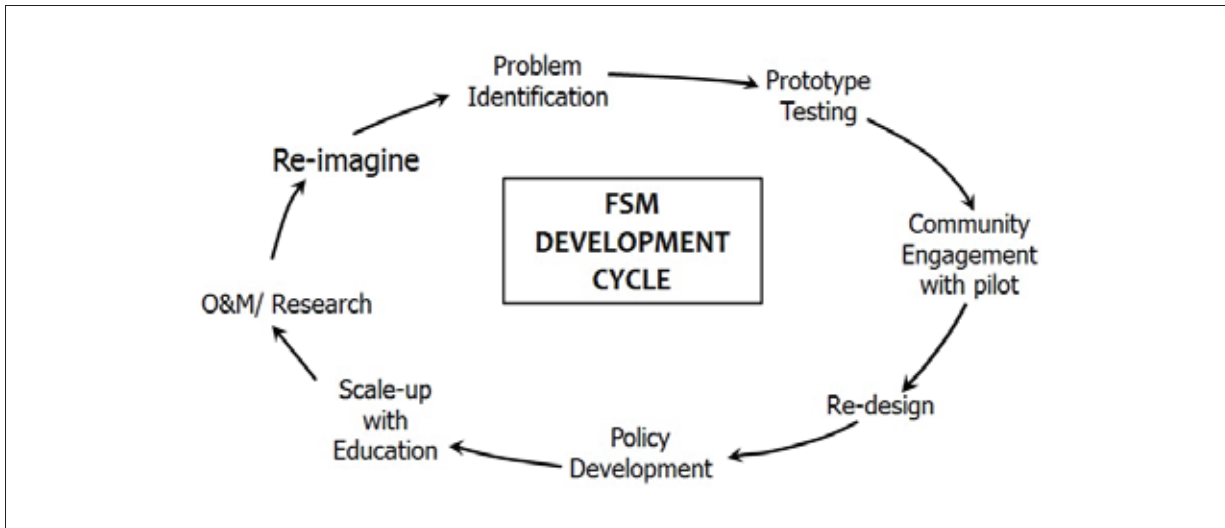 Problem
Identification
Prototype
Testing
Community
Engagement
with pilot
Re-design
Policy
Development
Scale-up
with
Education
O&M/ Research
Re-imagine
FSM
DEVELOPMENT
CYCLE